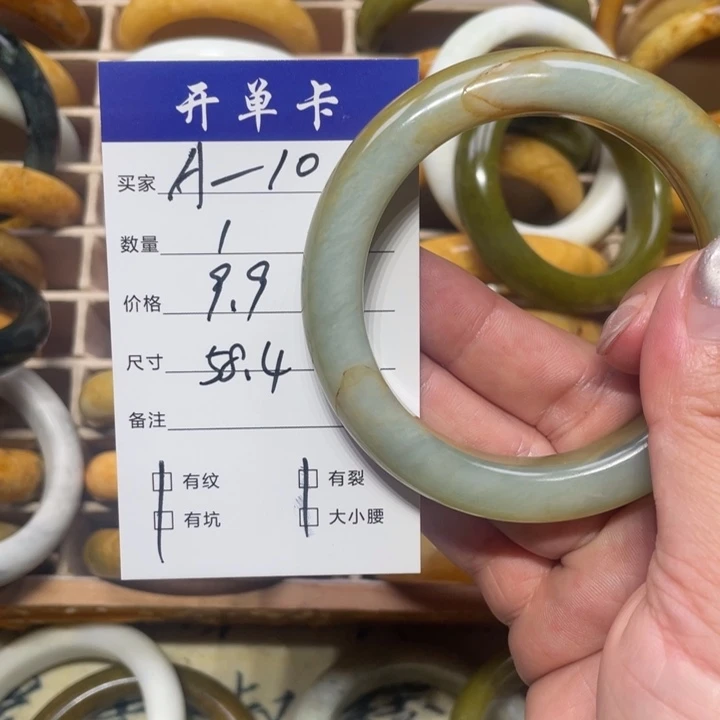 开单卡
买家 A-10
数量 1
价格 9.9
尺寸 58.4
备注
有纹 有裂
有坑 大小腰